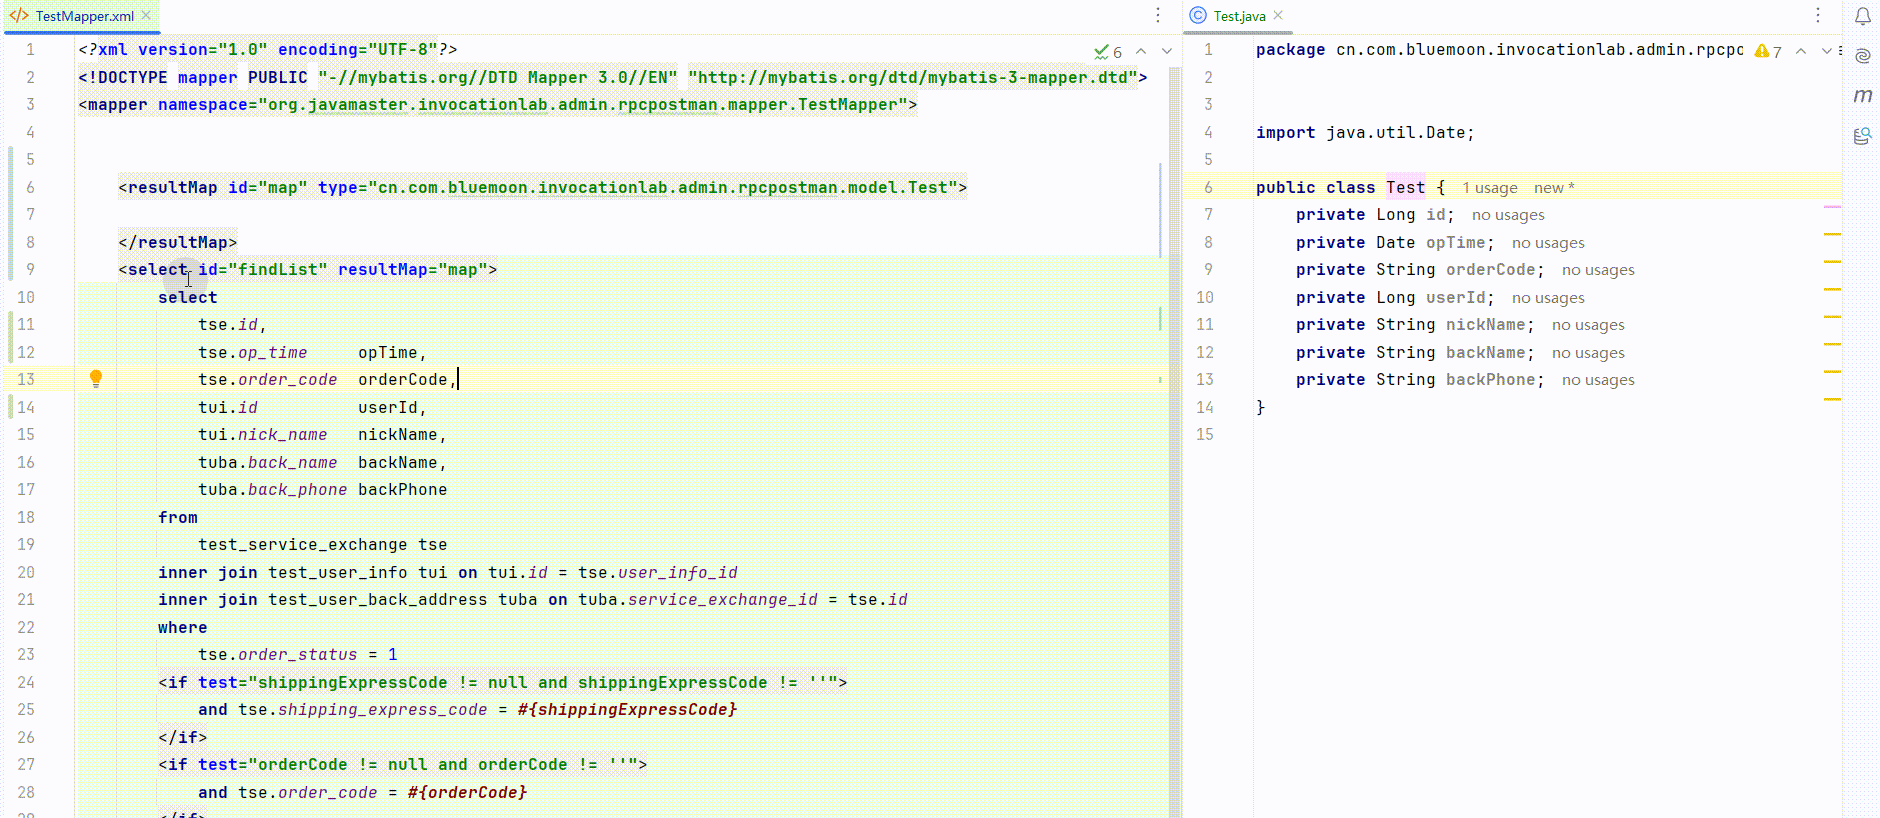 TestMapper.xml
1 <?xml version="1.0" encoding="UTF-8"?>
2 <!DOCTYPE mapper PUBLIC "-//mybatis.org//DTD Mapper 3.0//EN" "http://mybatis.org/dtd/mybatis-3-mapper.dtd">
3 <mapper namespace="org.javamaster.invocationlab.admin.rpcpostman.mapper.TestMapper">
4
5
6 <resultMap id="map" type="cn.com.bluemoon.invocationlab.admin.rpcpostman.model.Test">
7
8 </resultMap>
9 <select id="findList" resultMap="map">
10 select
11 tse.id,
12 tse.op_time opTime,
13 tse.order_code orderCode,
14 tui.id userId,
15 tui.nick_name nickName,
16 tuba.back_name backName,
17 tuba.back_phone backPhone
18 from
19 test_service_exchange tse
20 inner join test_user_info tui on tui.id = tse.user_info_id
21 inner join test_user_back_address tuba on tuba.service_exchange_id = tse.id
22 where
23 tse.order_status = 1
24 <if test="shippingExpressCode != null and shippingExpressCode != ''">
25 and tse.shipping_express_code = #{shippingExpressCode}
26 </if>
27 <if test="orderCode != null and orderCode != ''">
28 and tse.order_code = #{orderCode}
</if>
6
Test.java
1 package cn.com.bluemoon.invocationlab.admin.rpcpo
7
2
3
4 import java.util.Date;
5
6 public class Test { 1 usage new *
7 private Long id; no usages
8 private Date opTime; no usages
9 private String orderCode; no usages
10 private Long userId; no usages
11 private String nickName; no usages
12 private String backName; no usages
13 private String backPhone; no usages
14 }
15
m